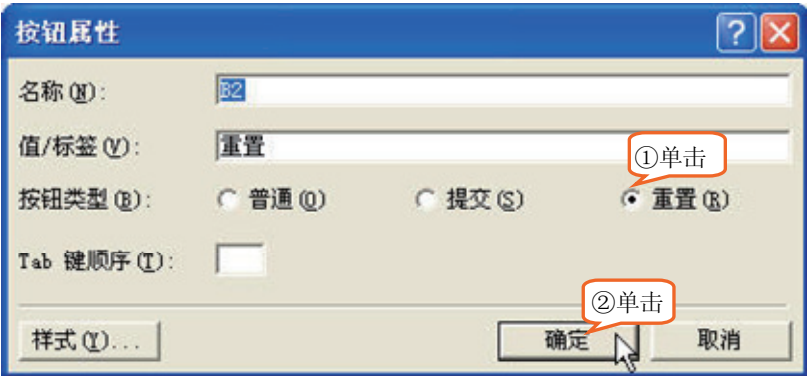 按钮属性
名称(N):
B2
值/标签(V):
重置
①单击
按钮类型(B):
普通(O)
提交(S)
重置(R)
Tab 键顺序(T):
②单击
样式(Y)...
确定
取消